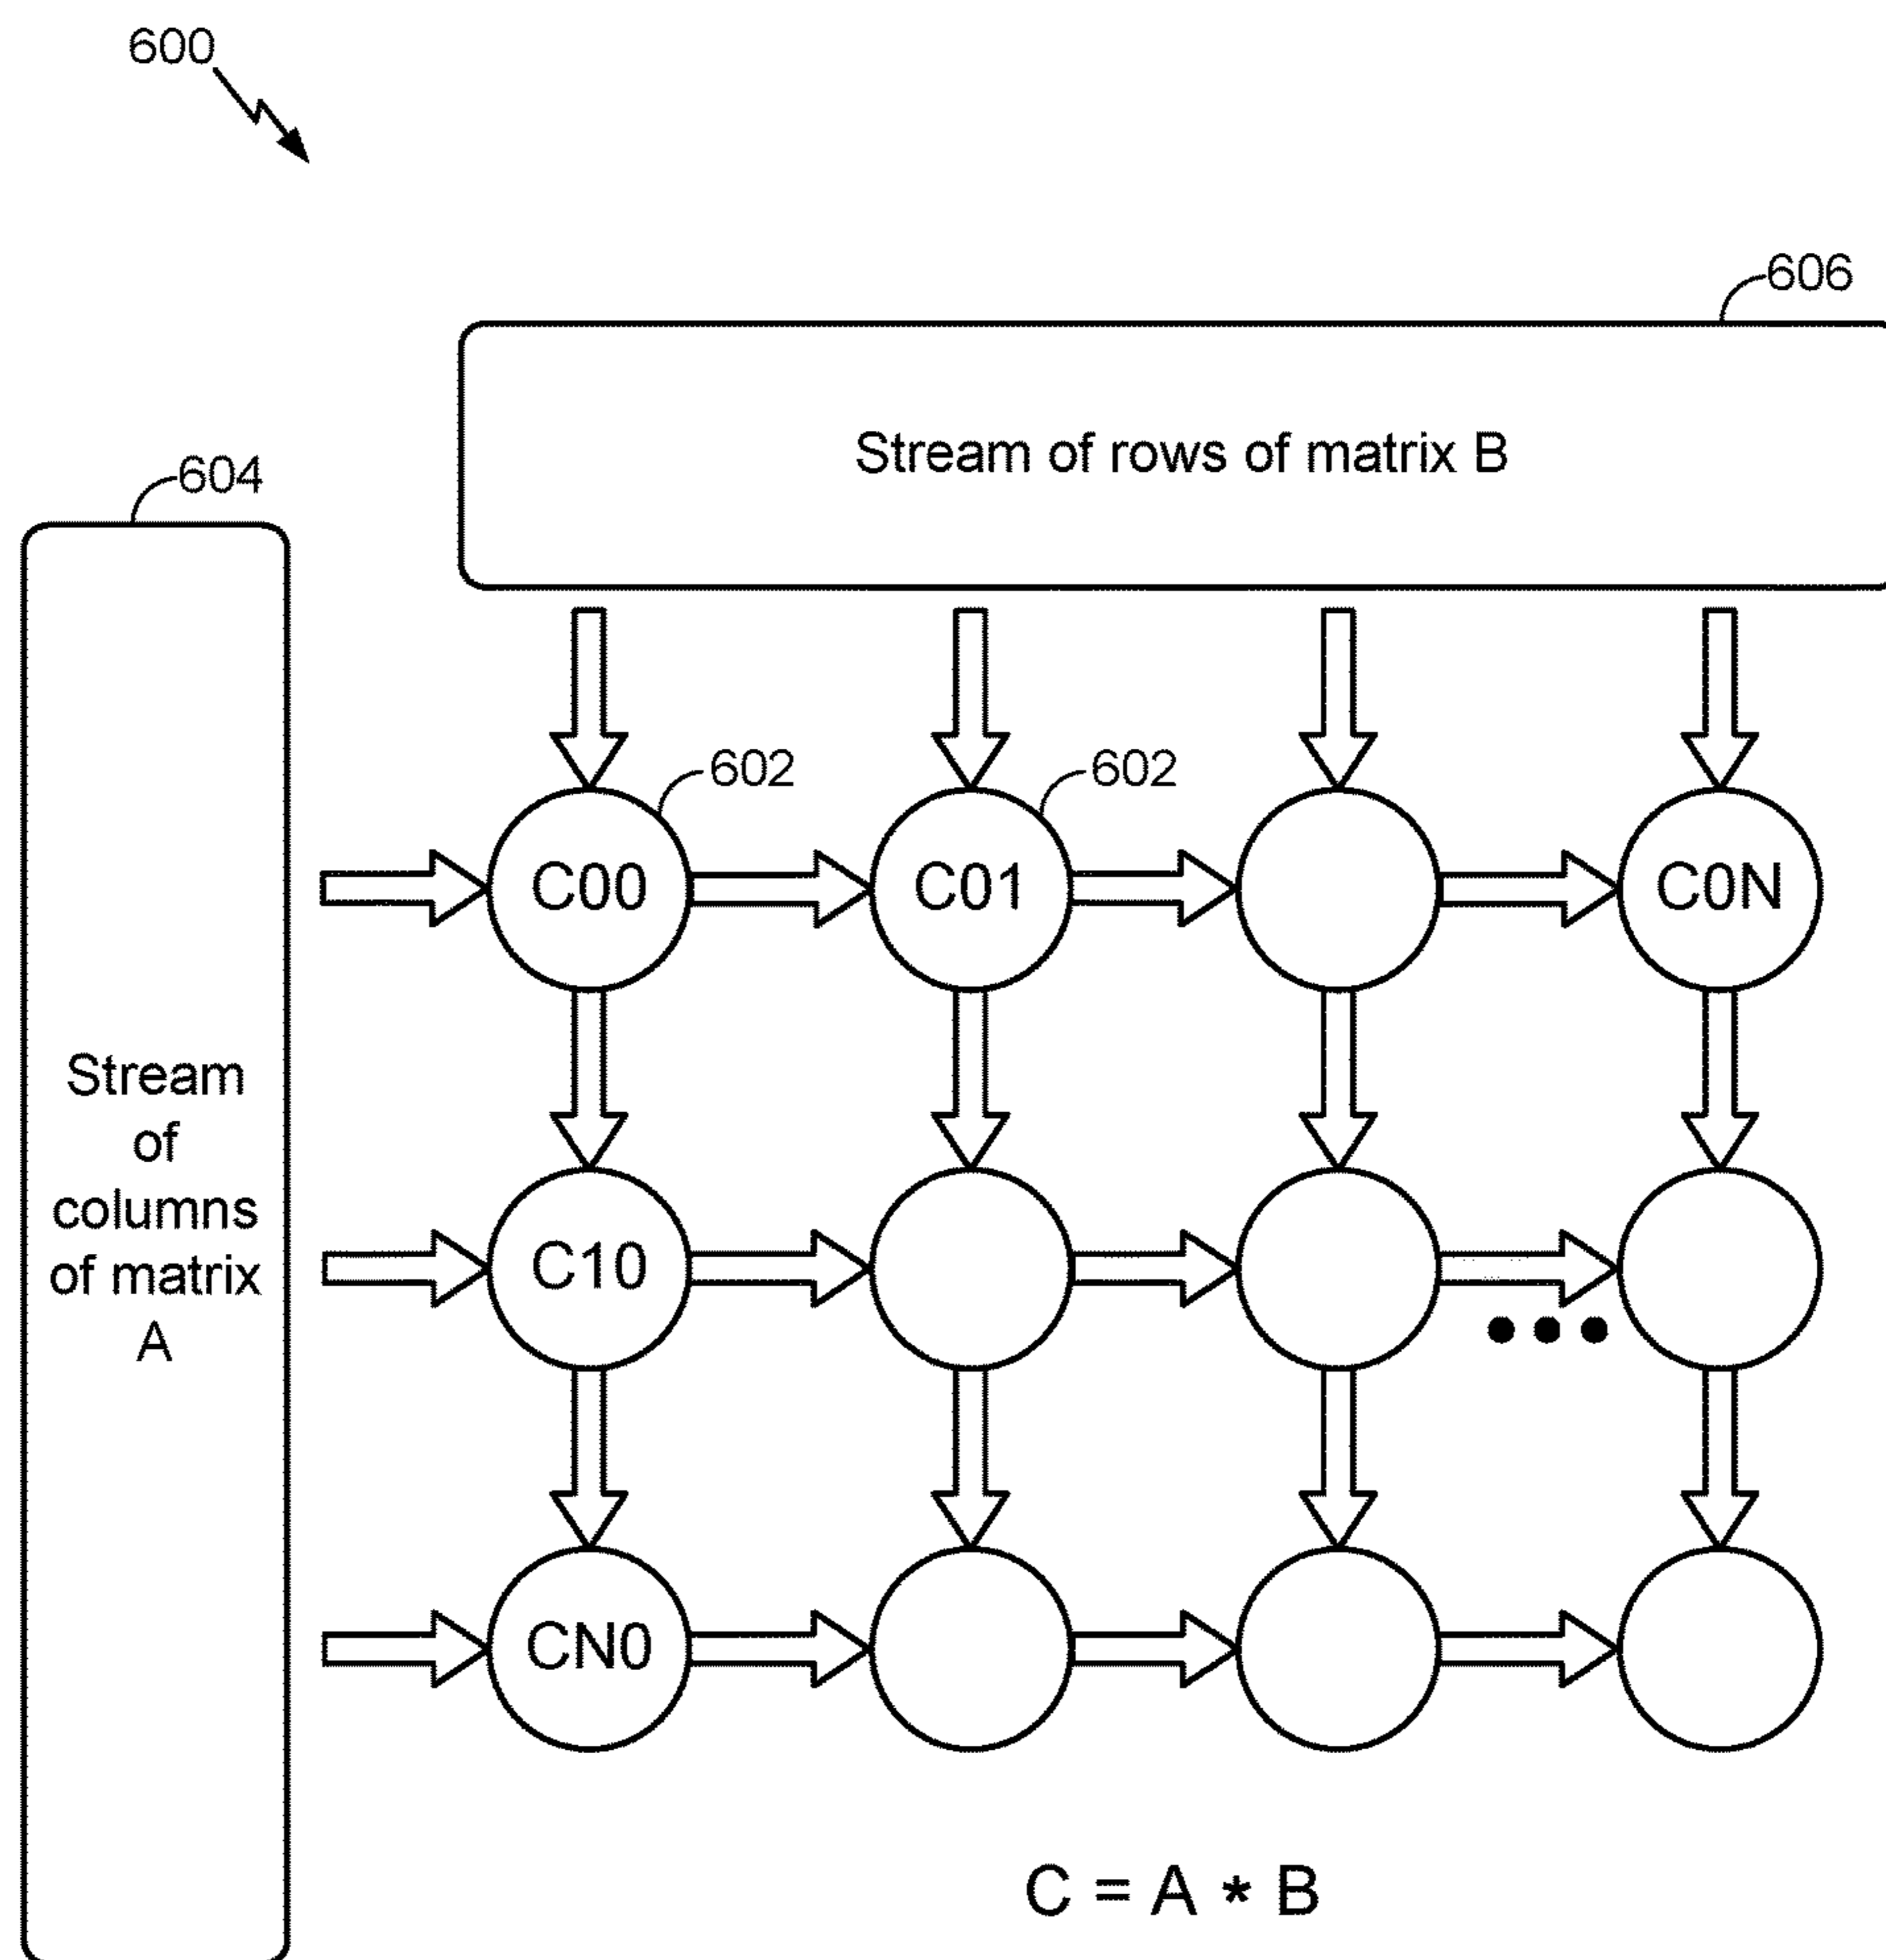 600
606
Stream of rows of matrix B
604
602
602
C00
C01
C0N
Stream
of
columns
of matrix
A
C10
CN0
C = A * B